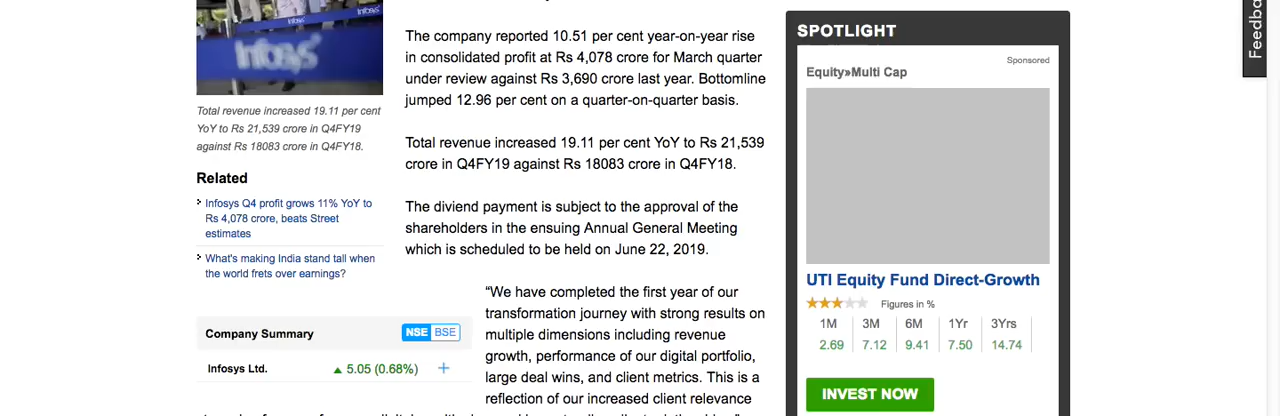 Infosys
Infosys
Total revenue increased 19.11 per cent
YoY to Rs 21,539 crore in Q4FY19
against Rs 18083 crore in Q4FY18.
Related
Infosys Q4 profit grows 11% YoY to
Rs 4,078 crore, beats Street
estimates
What's making India stand tall when
the world frets over earnings?
Company Summary
NSE BSE
Infosys Ltd.
▲ 5.05 (0.68%) +
The company reported 10.51 per cent year-on-year rise
in consolidated profit at Rs 4,078 crore for March quarter
under review against Rs 3,690 crore last year. Bottomline
jumped 12.96 per cent on a quarter-on-quarter basis.
Total revenue increased 19.11 per cent YoY to Rs 21,539
crore in Q4FY19 against Rs 18083 crore in Q4FY18.
The diviend payment is subject to the approval of the
shareholders in the ensuing Annual General Meeting
which is scheduled to be held on June 22, 2019.
“We have completed the first year of our
transformation journey with strong results on
multiple dimensions including revenue
growth, performance of our digital portfolio,
large deal wins, and client metrics. This is a
reflection of our increased client relevance
SPOTLIGHT
Sponsored
Equity»Multi Cap
UTI Equity Fund Direct-Growth
Figures in %
1M 3M 6M 1Yr 3Yrs
2.69 7.12 9.41 7.50 14.74
INVEST NOW